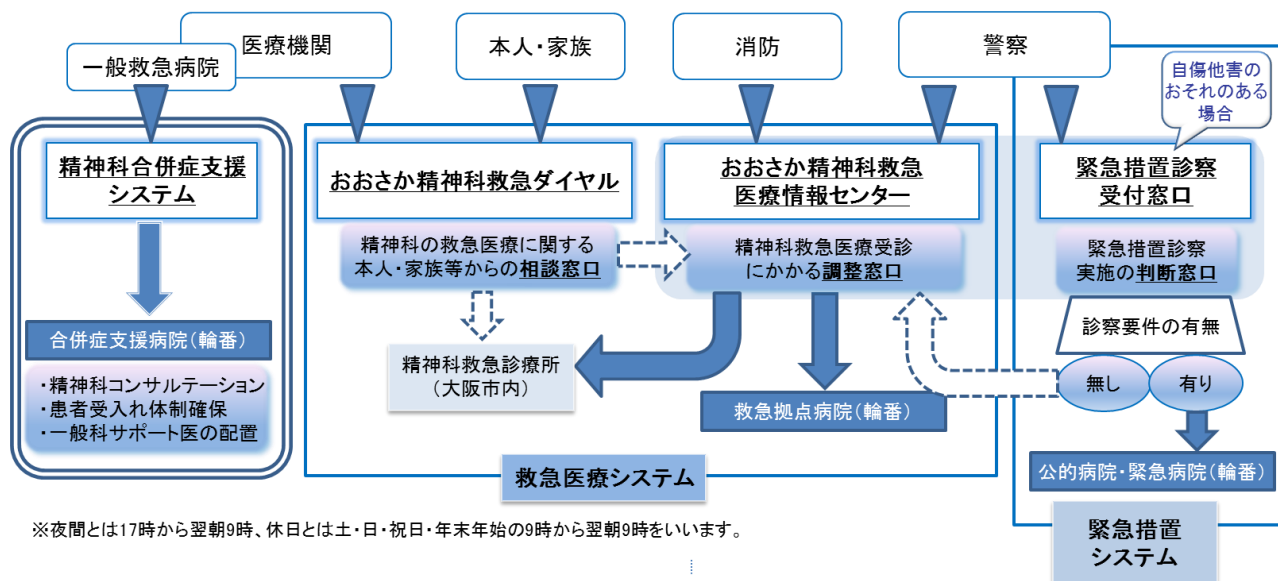 医療機関
一般救急病院
本人・家族
消防
警察
自傷他害の
おそれのある
場合
精神科合併症支援
システム
おおさか精神科救急ダイヤル
おおさか精神科救急
医療情報センター
緊急措置診察
受付窓口
精神科の救急医療に関する
本人・家族等からの相談窓口
精神科救急医療受診
にかかる調整窓口
緊急措置診察
実施の判断窓口
合併症支援病院(輪番)
・精神科コンサルテーション
・患者受入れ体制確保
・一般科サポート医の配置
精神科救急診療所
(大阪市内)
救急拠点病院(輪番)
診察要件の有無
無し
有り
公的病院・緊急病院(輪番)
救急医療システム
緊急措置
システム
※夜間とは17時から翌朝9時、休日とは土・日・祝日・年末年始の9時から翌朝9時をいいます。